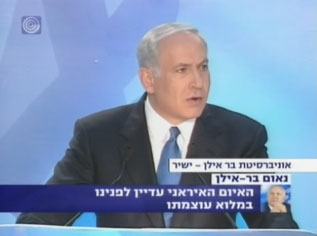 אוניברסיטת בר אילן - ישיר
נאום בר-אילן
האיום האיראני עדיין לפנינו
במלוא עוצמתו